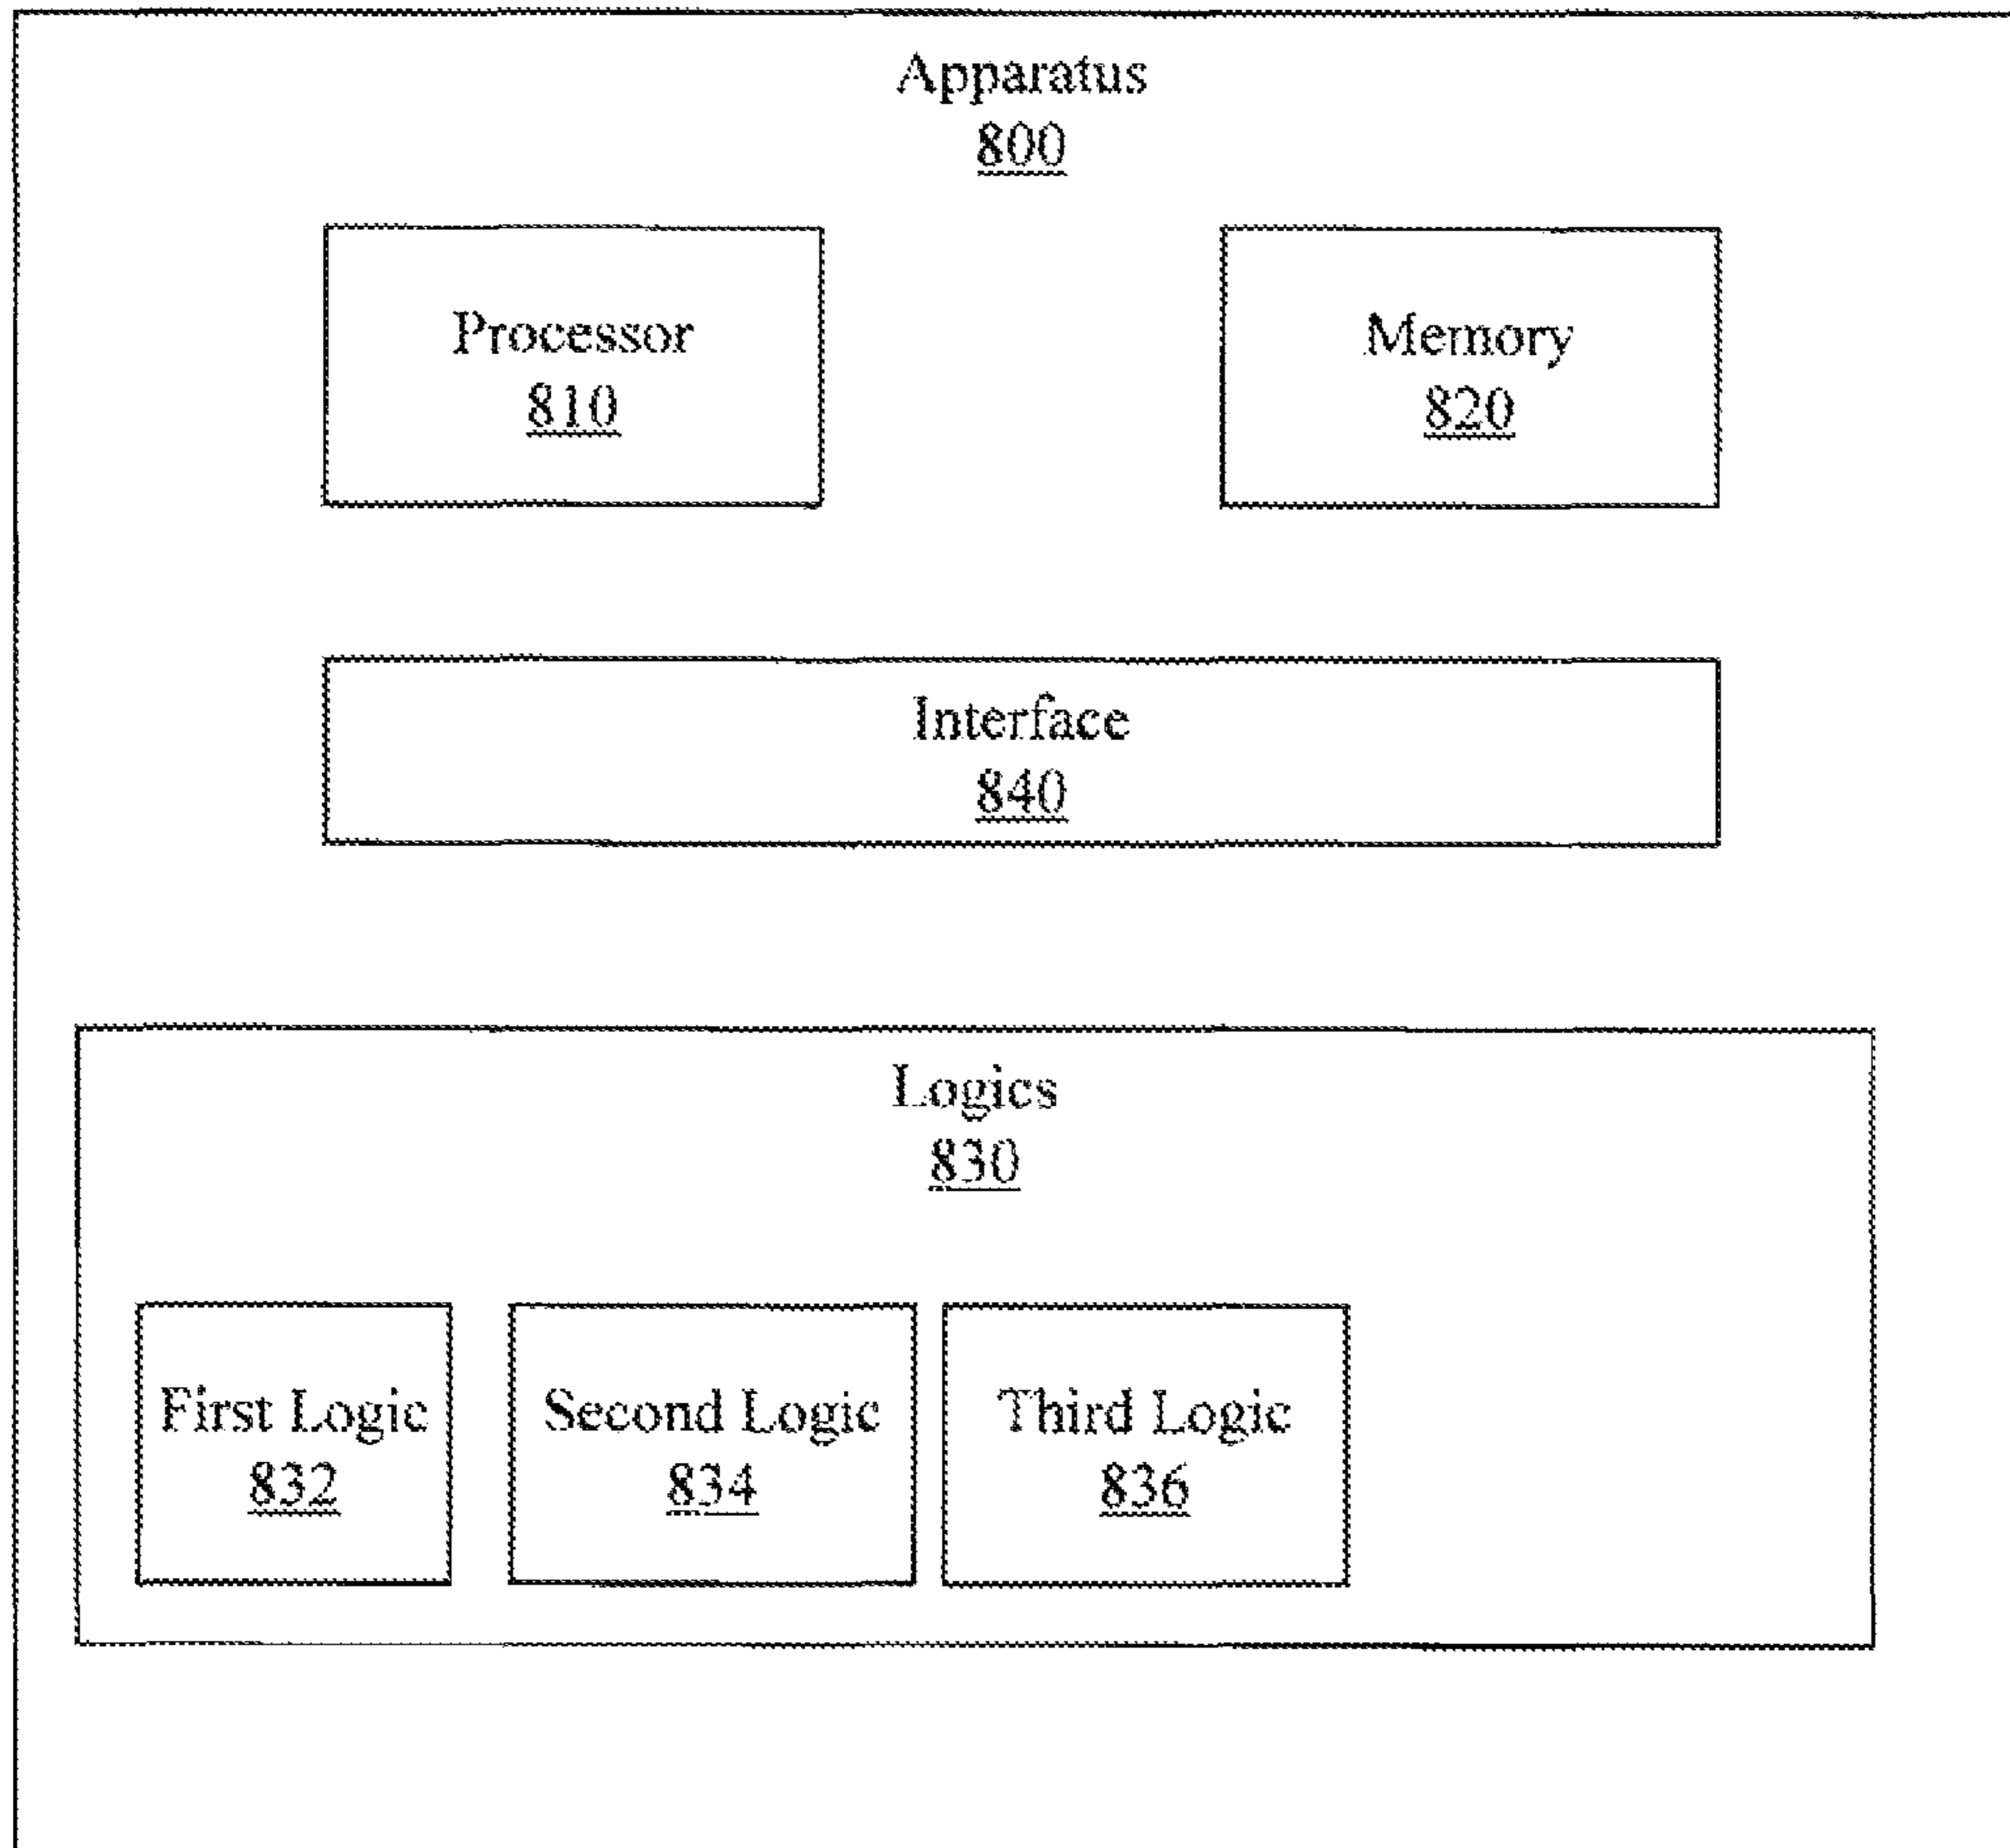 Apparatus
800
Processor
810
Memory
820
Interface
840
Logics
830
First Logic
832
Second Logic
834
Third Logic
836